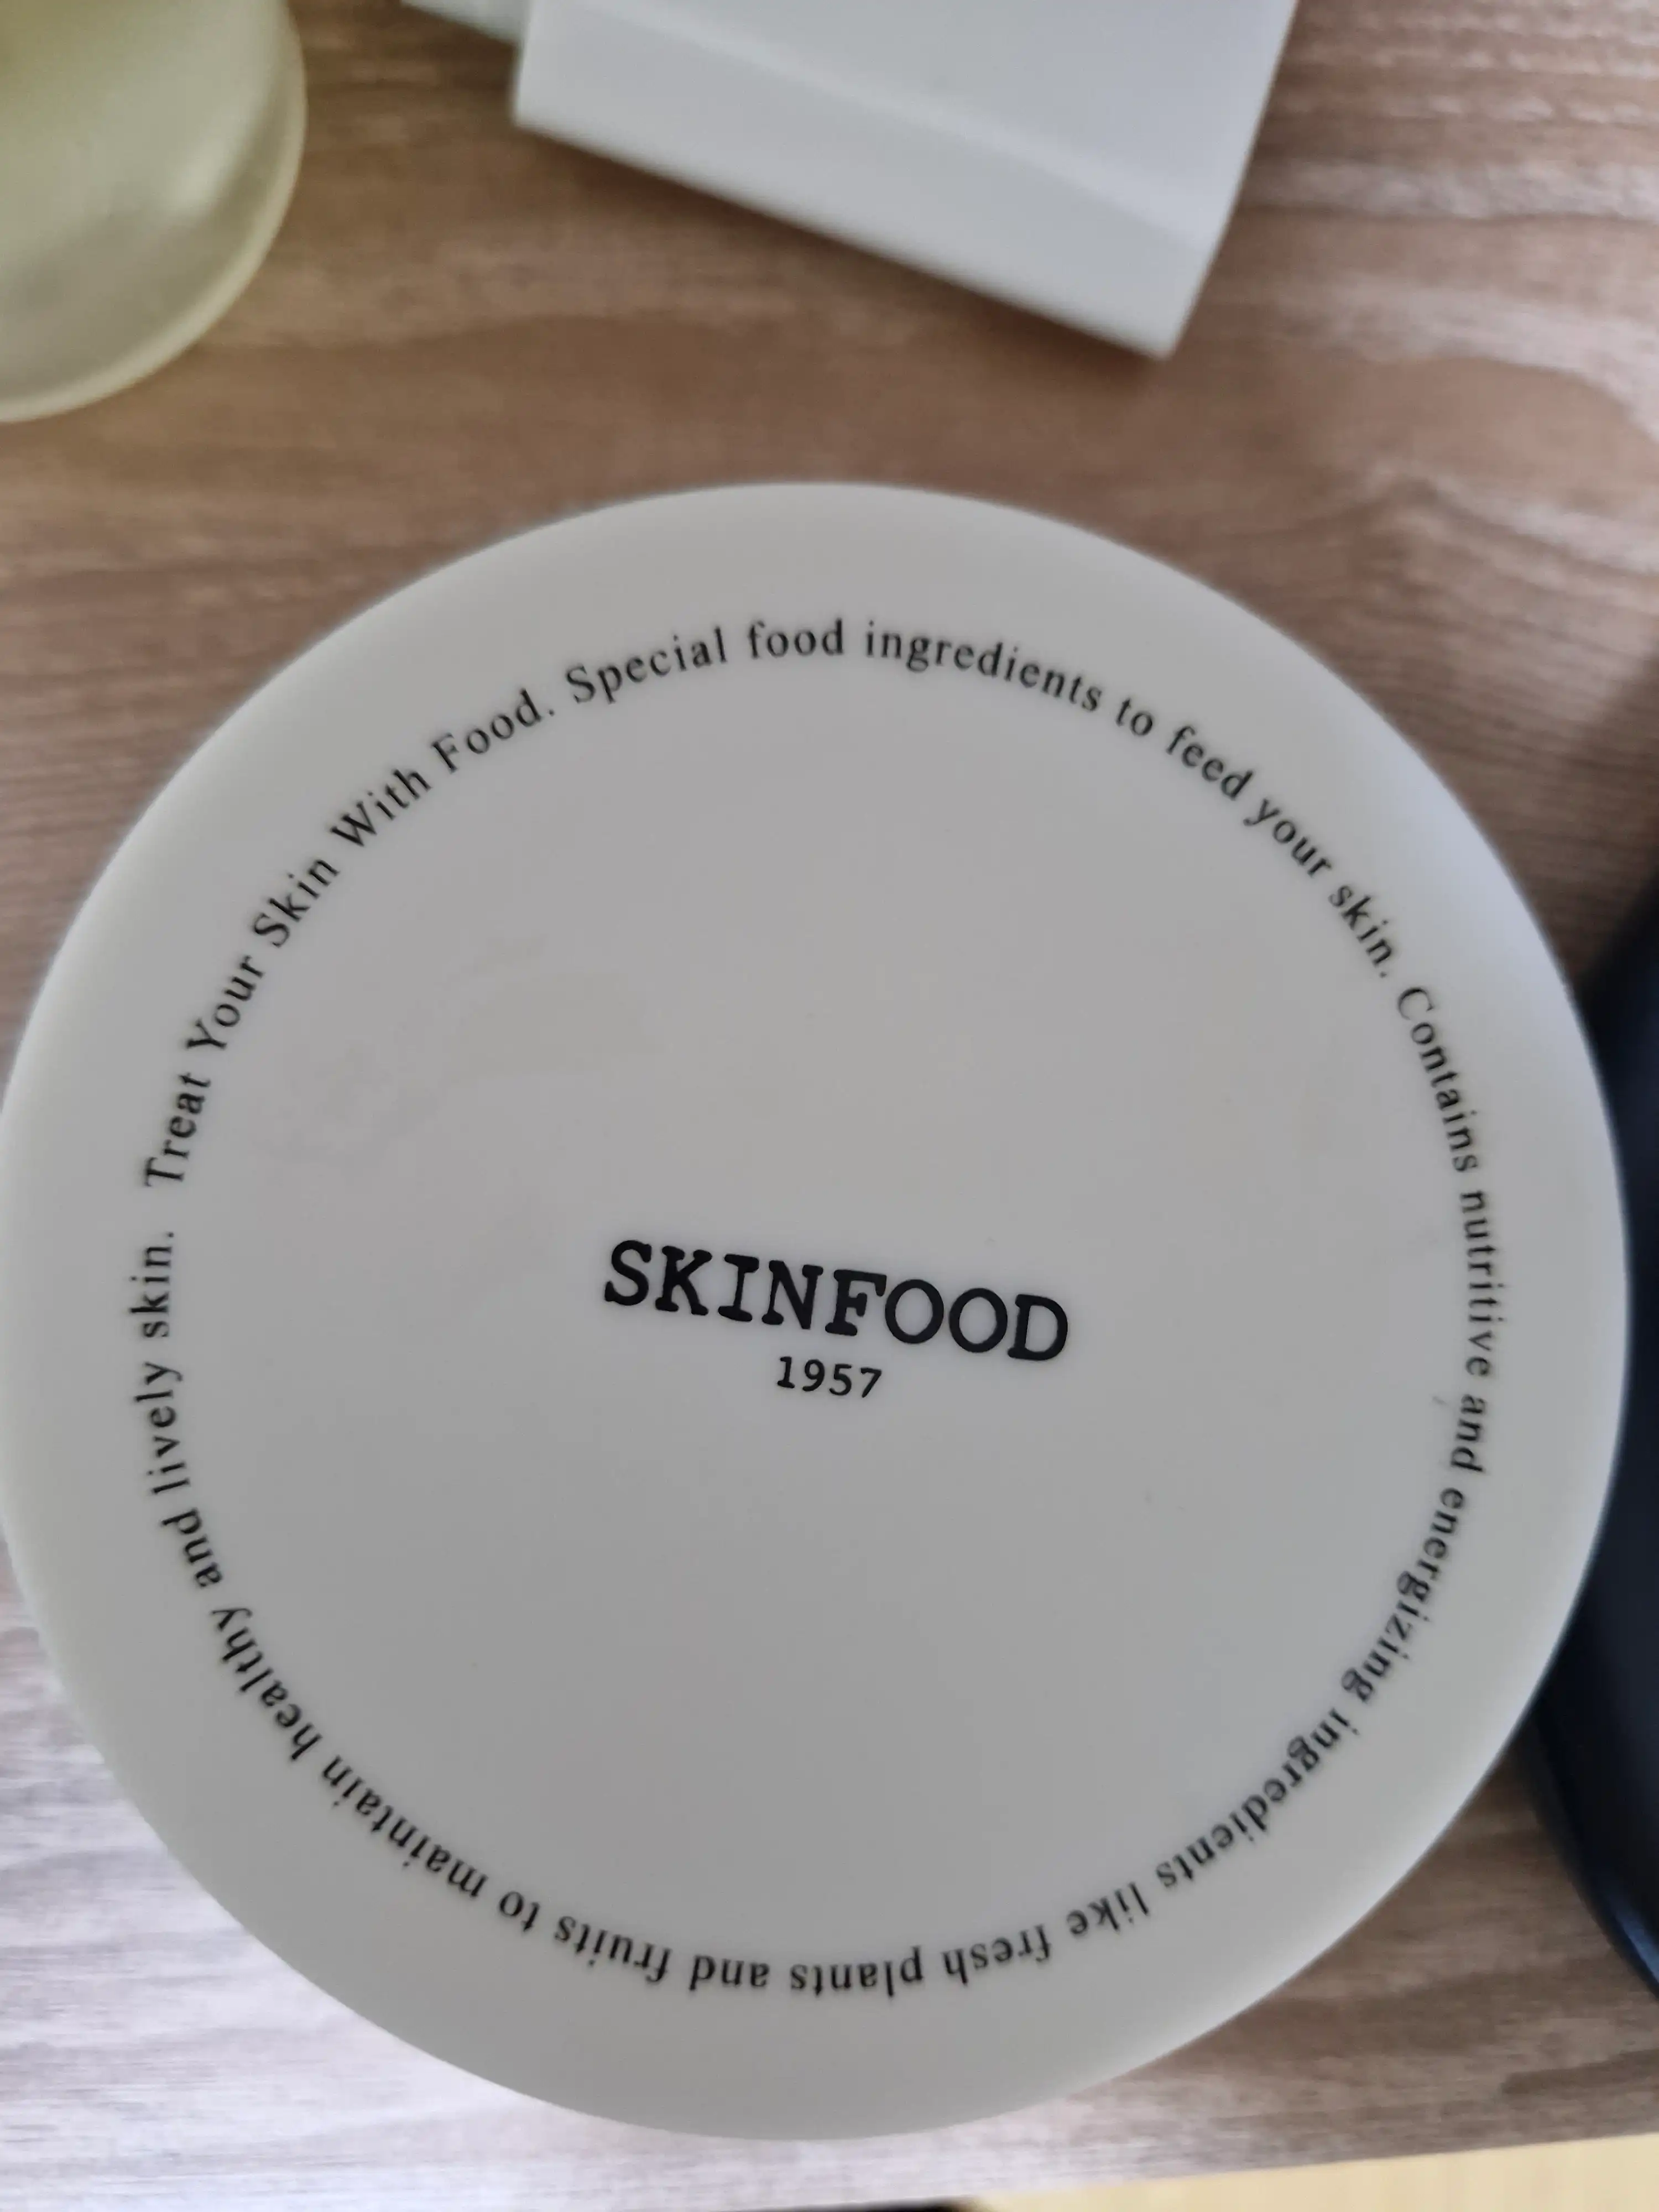 Treat Your Skin With Food. Special food ingredients to feed your skin. Contains nutritive and energizing ingredients like fresh plants and fruits to maintain healthy and lively skin.
SKINFOOD
1957